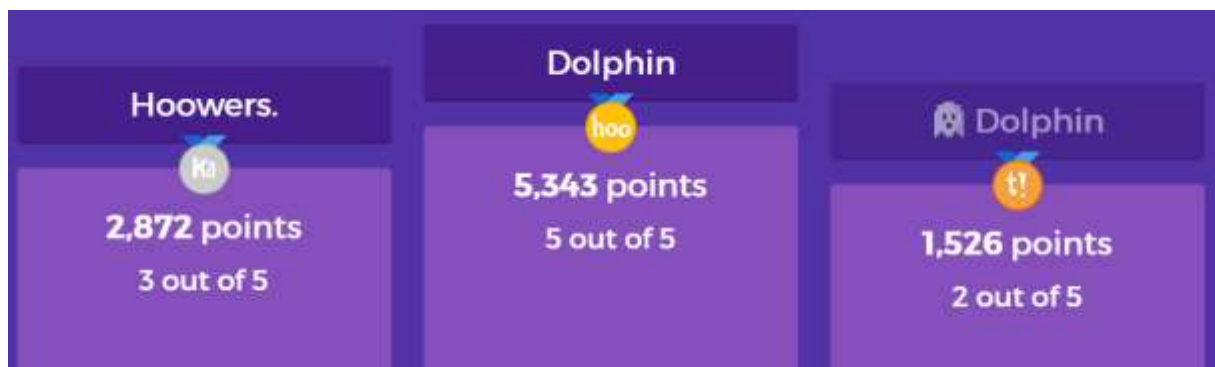 Hoowers.
Ka
2,872 points
3 out of 5
Dolphin
hoo
5,343 points
5 out of 5
Dolphin
t!
1,526 points
2 out of 5